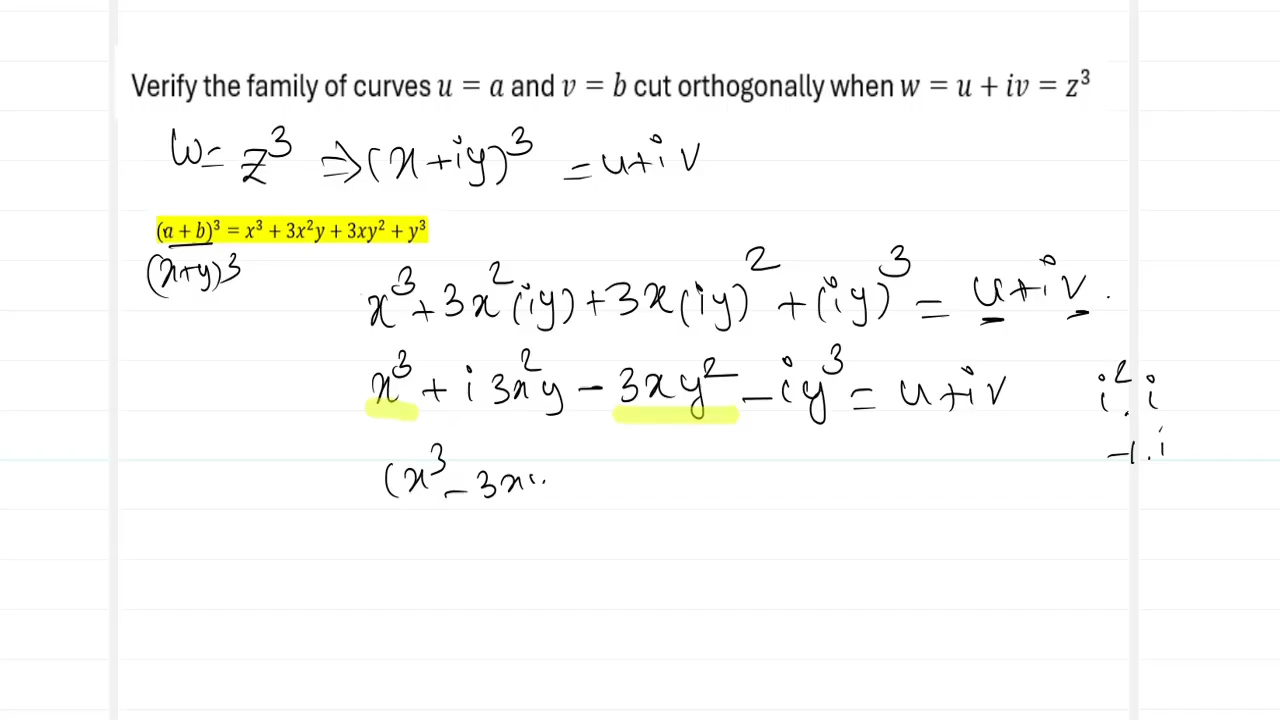 Verify the family of curves u = a and v = b cut orthogonally when w = u + iv = z³
w = z³ ⇒ (x + iy)³ = u + iv
(a + b)³ = x³ + 3x²y + 3xy² + y³
(x+y)³
x³ + 3x²(iy) + 3x(iy)² + (iy)³ = u + iv.
x³ + i 3x²y − 3xy² − iy³ = u + iv
i². i
−1. i
(x³ − 3x